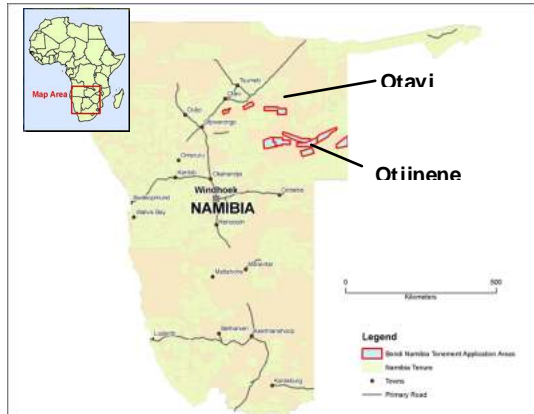 Map Area
Otavi
Tsumeb
Otavi
Outjo
Otjiwarongo
Otjinene
Omaruru
Karibib
Okahandja
Windhoek
Gobabis
Swakopmund
NAMIBIA
Walvis Bay
Rehoboth
Mariental
Maltahöhe
Luderitz
Bethanien
Keetmanshoop
Karasburg
0
500
Kilometers
Legend
Bondi Namibia Tenement Application Areas
Namibia Tenure
Towns
Primary Road